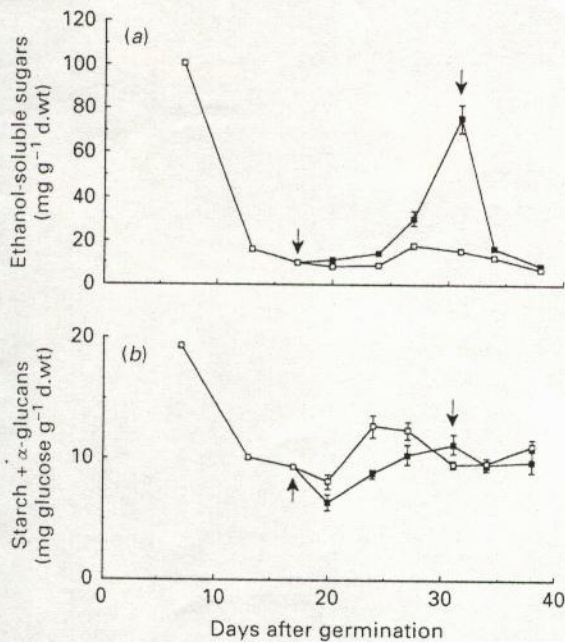 120
(a)
100
80
60
40
20
0
Ethanol-soluble sugars
(mg g⁻¹ d.wt)
20
(b)
10
0
Starch + α-glucans
(mg glucose g⁻¹ d.wt)
0
10
20
30
40
Days after germination